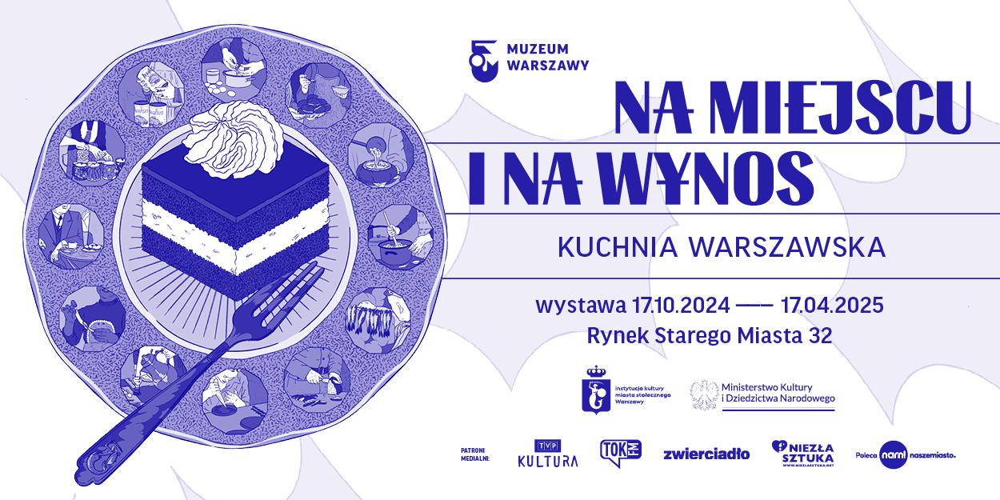 MUZEUM
WARSZAWY
NA MIEJSCU
I NA WYNOS
KUCHNIA WARSZAWSKA
wystawa 17.10.2024 —— 17.04.2025
Rynek Starego Miasta 32
instytucja kultury
miasta stołecznego
Warszawy
Ministerstwo Kultury
i Dziedzictwa Narodowego
PATRONI
MEDIALNI:
TVP
KULTURA
TOK
FM
zwierciadło
NIEZŁA
SZTUKA
WWW.NIEZLASZTUKA.NET
Poleca nam! naszemiasto.